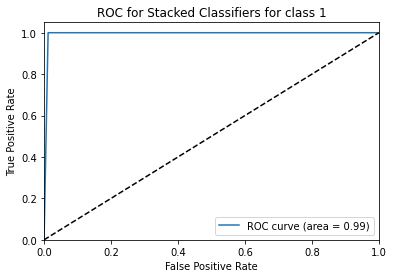 ROC for Stacked Classifiers for class 1
1.0
0.8
0.6
0.4
0.2
0.0
True Positive Rate
ROC curve (area = 0.99)
0.0 0.2 0.4 0.6 0.8 1.0
False Positive Rate